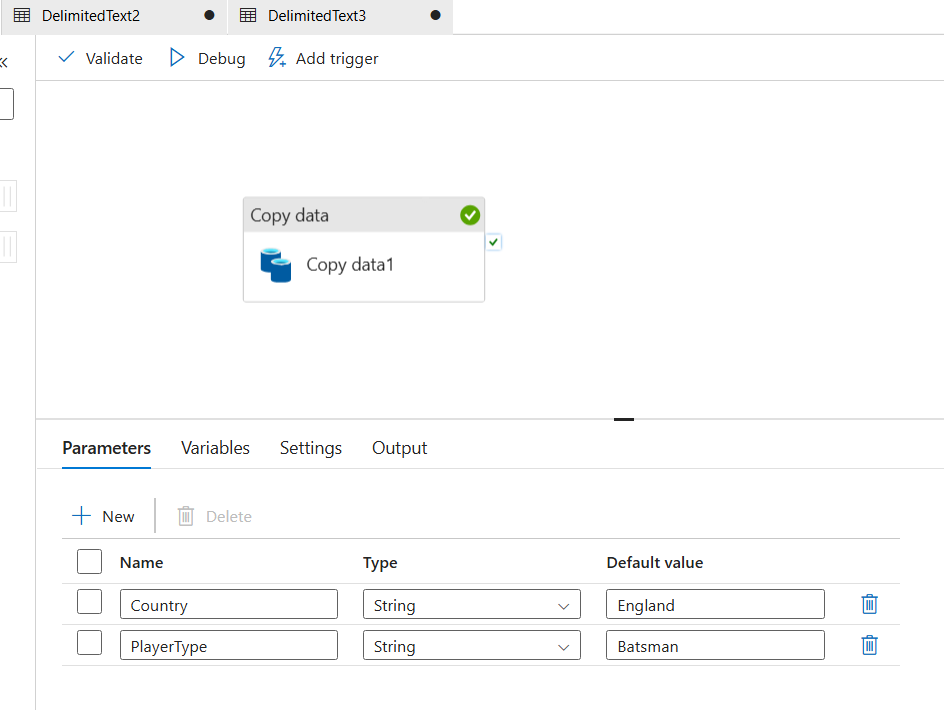 DelimitedText2
DelimitedText3
Validate
Debug
Add trigger
Copy data
Copy data1
Parameters
Variables
Settings
Output
New
Delete
Name Type Default value
Country String England
PlayerType String Batsman